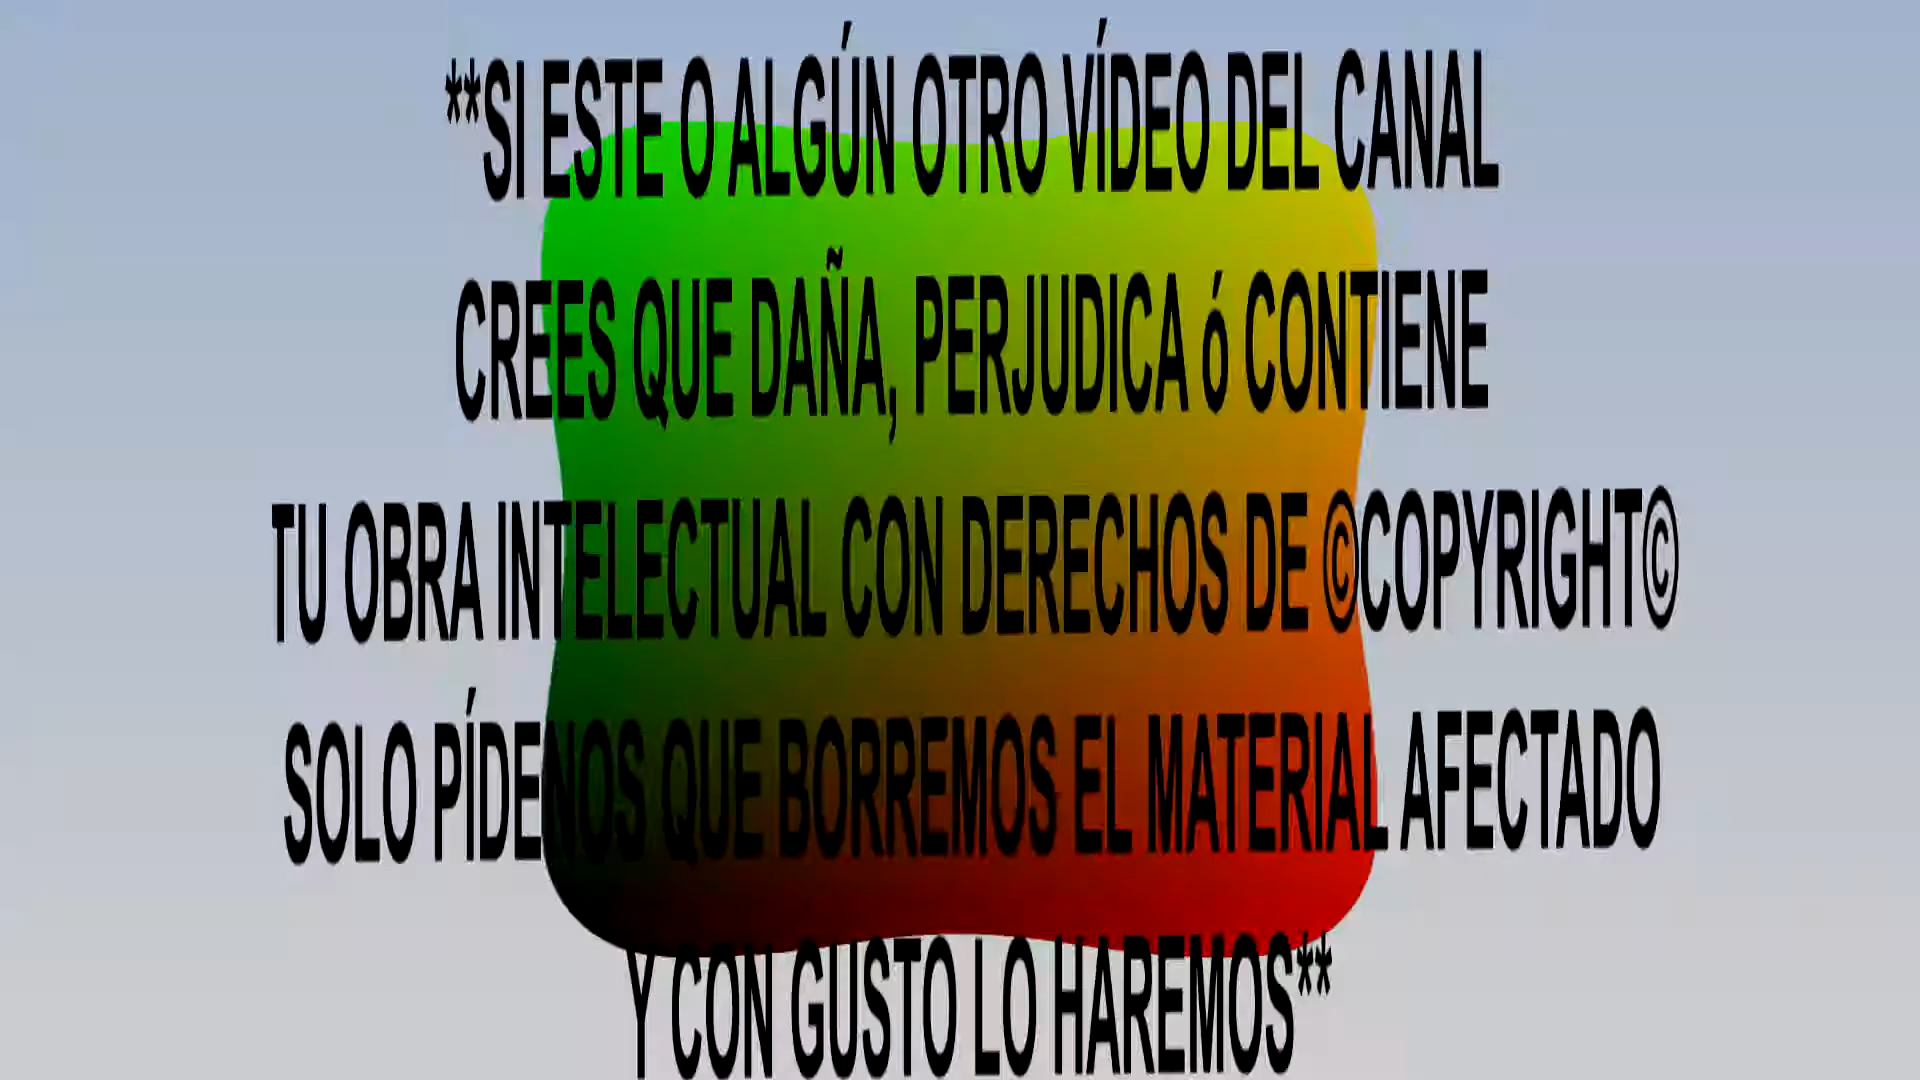 **SI ESTE O ALGÚN OTRO VÍDEO DEL CANAL
CREES QUE DAÑA, PERJUDICA ó CONTIENE
TU OBRA INTELECTUAL CON DERECHOS DE ©COPYRIGHT©
SOLO PÍDENOS QUE BORREMOS EL MATERIAL AFECTADO
Y CON GUSTO LO HAREMOS**